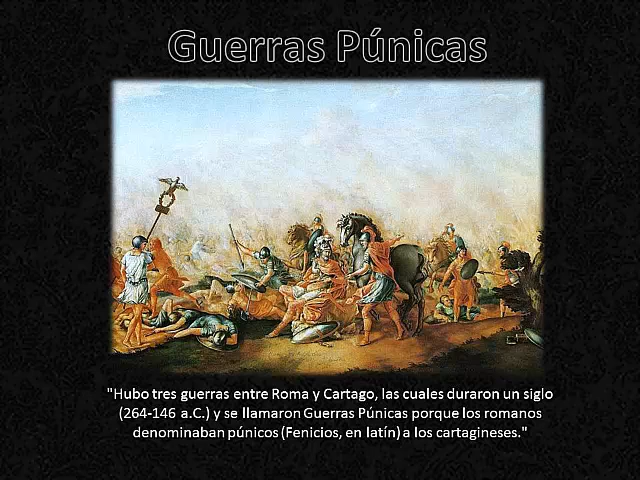 Guerras Púnicas
"Hubo tres guerras entre Roma y Cartago, las cuales duraron un siglo
(264-146 a.C.) y se llamaron Guerras Púnicas porque los romanos
denominaban púnicos (Fenicios, en latín) a los cartagineses."